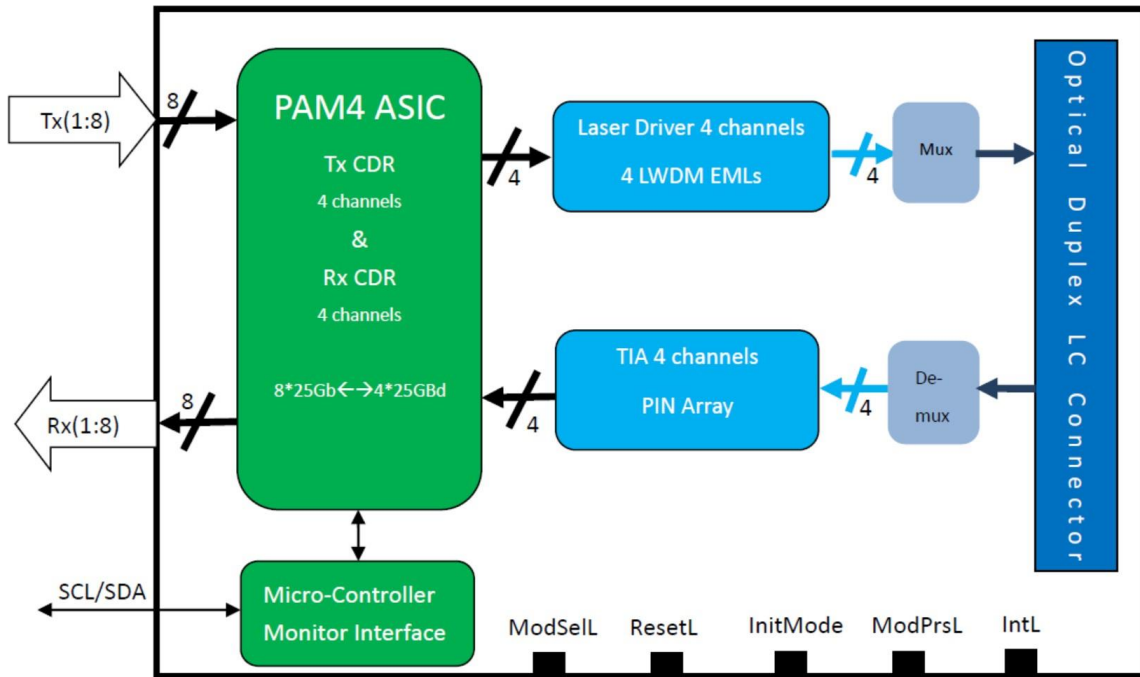 Tx(1:8)
8
PAM4 ASIC
Tx CDR
4 channels
&
Rx CDR
4 channels
8*25Gb←→4*25GBd
4
Laser Driver 4 channels
4 LWDM EMLs
4
Mux
Optical Duplex LC Connector
Rx(1:8)
8
4
TIA 4 channels
PIN Array
4
De-
mux
SCL/SDA
Micro-Controller
Monitor Interface
ModSelL
ResetL
InitMode
ModPrsL
IntL